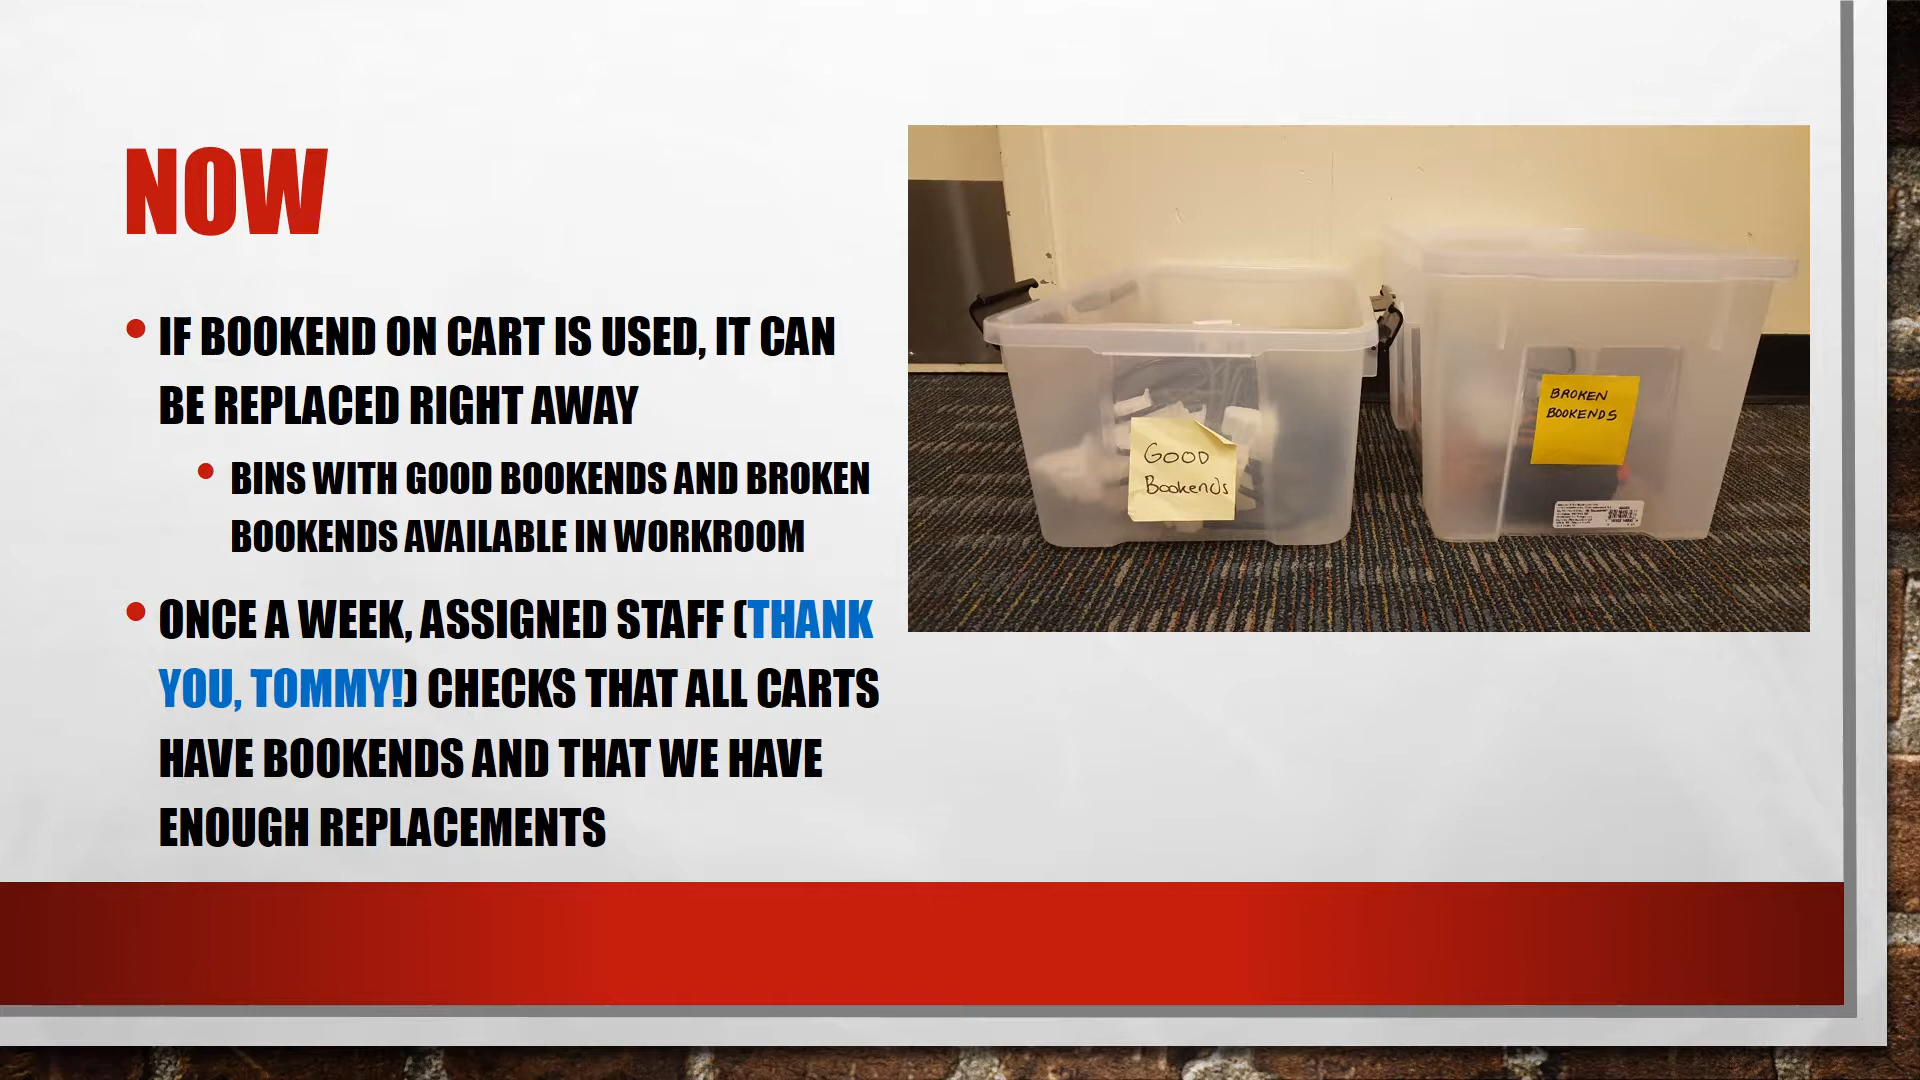 NOW
IF BOOKEND ON CART IS USED, IT CAN
BE REPLACED RIGHT AWAY
BINS WITH GOOD BOOKENDS AND BROKEN
BOOKENDS AVAILABLE IN WORKROOM
ONCE A WEEK, ASSIGNED STAFF (THANK
YOU, TOMMY!) CHECKS THAT ALL CARTS
HAVE BOOKENDS AND THAT WE HAVE
ENOUGH REPLACEMENTS
GOOD
Bookends
BROKEN
BOOKENDS